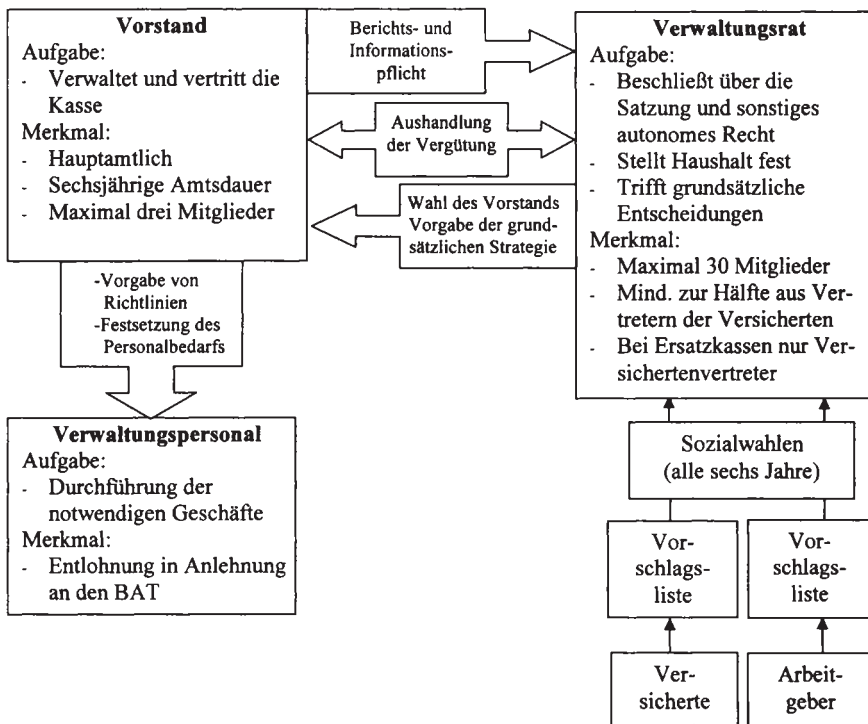 Vorstand
Aufgabe:
- Verwaltet und vertritt die
Kasse
Merkmal:
- Hauptamtlich
- Sechsjährige Amtsdauer
- Maximal drei Mitglieder
Berichts- und
Informations-
pflicht
Aushandlung
der Vergütung
Wahl des Vorstands
Vorgabe der grund-
sätzlichen Strategie
Verwaltungsrat
Aufgabe:
- Beschließt über die
Satzung und sonstiges
autonomes Recht
- Stellt Haushalt fest
- Trifft grundsätzliche
Entscheidungen
Merkmal:
- Maximal 30 Mitglieder
- Mind. zur Hälfte aus Ver-
tretern der Versicherten
- Bei Ersatzkassen nur Ver-
sichertenvertreter
-Vorgabe von
Richtlinien
-Festsetzung des
Personalbedarfs
Verwaltungspersonal
Aufgabe:
- Durchführung der
notwendigen Geschäfte
Merkmal:
- Entlohnung in Anlehnung
an den BAT
Sozialwahlen
(alle sechs Jahre)
Vor-
schlags-
liste
Vor-
schlags-
liste
Ver-
sicherte
Arbeit-
geber